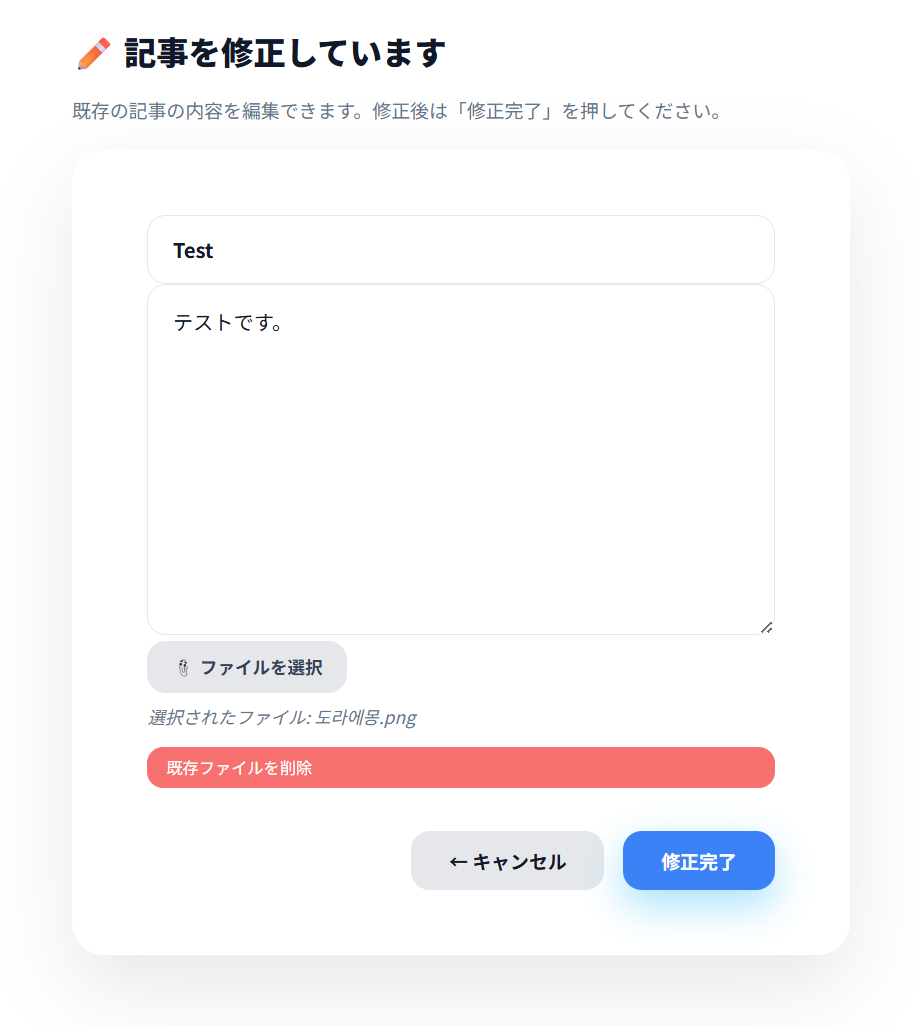 記事を修正しています
既存の記事の内容を編集できます。修正後は「修正完了」を押してください。
Test
テストです。
ファイルを選択
選択されたファイル: 도라에몽.png
既存ファイルを削除
← キャンセル
修正完了